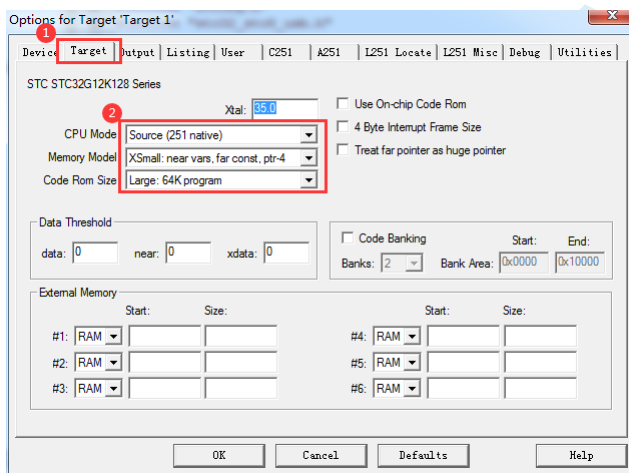 Options for Target 'Target 1'
1
Device Target Output Listing User C251 A251 L251 Locate L251 Misc Debug Utilities
STC STC32G12K128 Series
Xtal: 35.0
Use On-chip Code Rom
2
CPU Mode Source (251 native)
4 Byte Interrupt Frame Size
Memory Model XSmall: near vars, far const, ptr-4
Treat far pointer as huge pointer
Code Rom Size Large: 64K program
Data Threshold
data: 0 near: 0 xdata: 0
Code Banking Start: End:
Banks: 2 Bank Area: 0x0000 0x10000
External Memory
Start: Size: Start: Size:
#1: RAM #4: RAM
#2: RAM #5: RAM
#3: RAM #6: RAM
OK Cancel Defaults Help